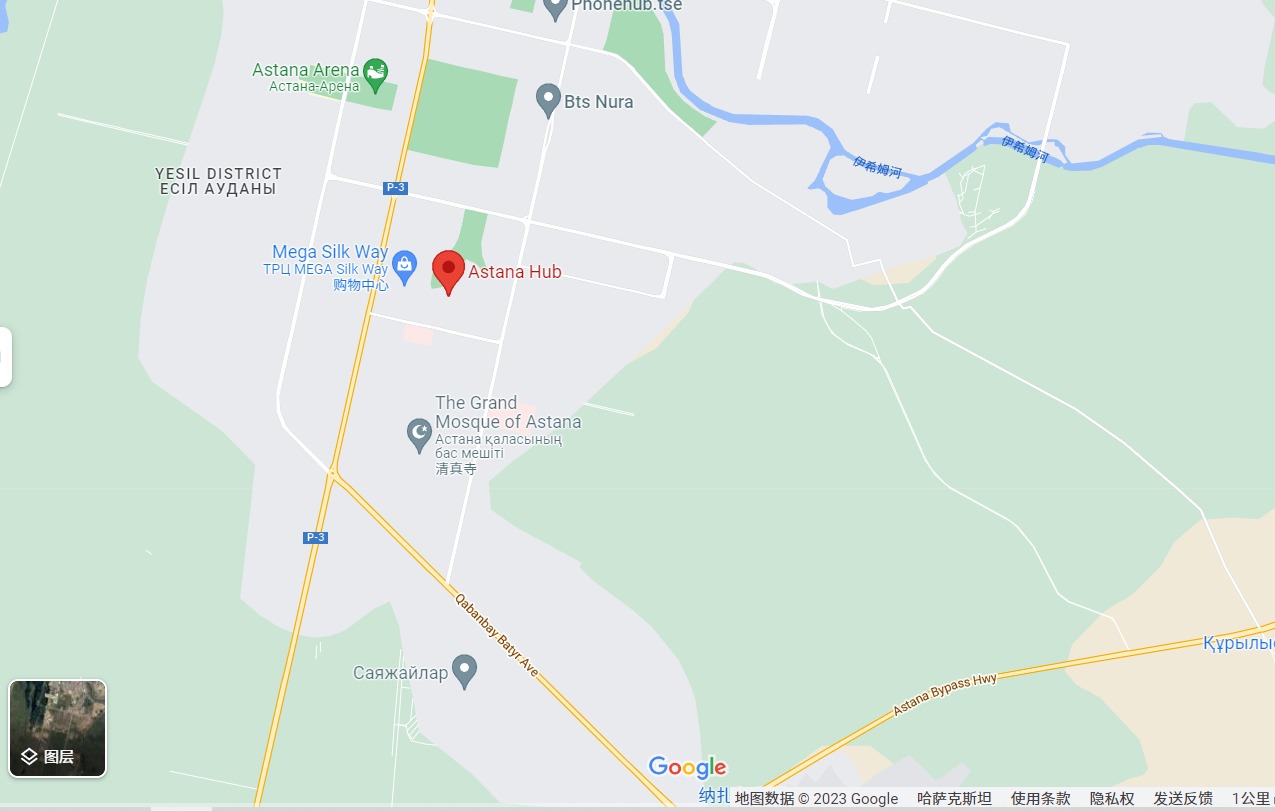 Phonehub.tse
Astana Arena
Астана-Арена
Bts Nura
伊希姆河
伊希姆河
YESIL DISTRICT
ЕСІЛ АУДАНЫ
P-3
Mega Silk Way
ТРЦ MEGA Silk Way
购物中心
Astana Hub
The Grand
Mosque of Astana
Астана қаласының
бас мешіті
清真寺
P-3
Qabanbay Batyr Ave
Саяжайлар
Құрылыс
Astana Bypass Hwy
图层
Google
纳扎
地图数据 © 2023 Google 哈萨克斯坦 使用条款 隐私权 发送反馈 1公里